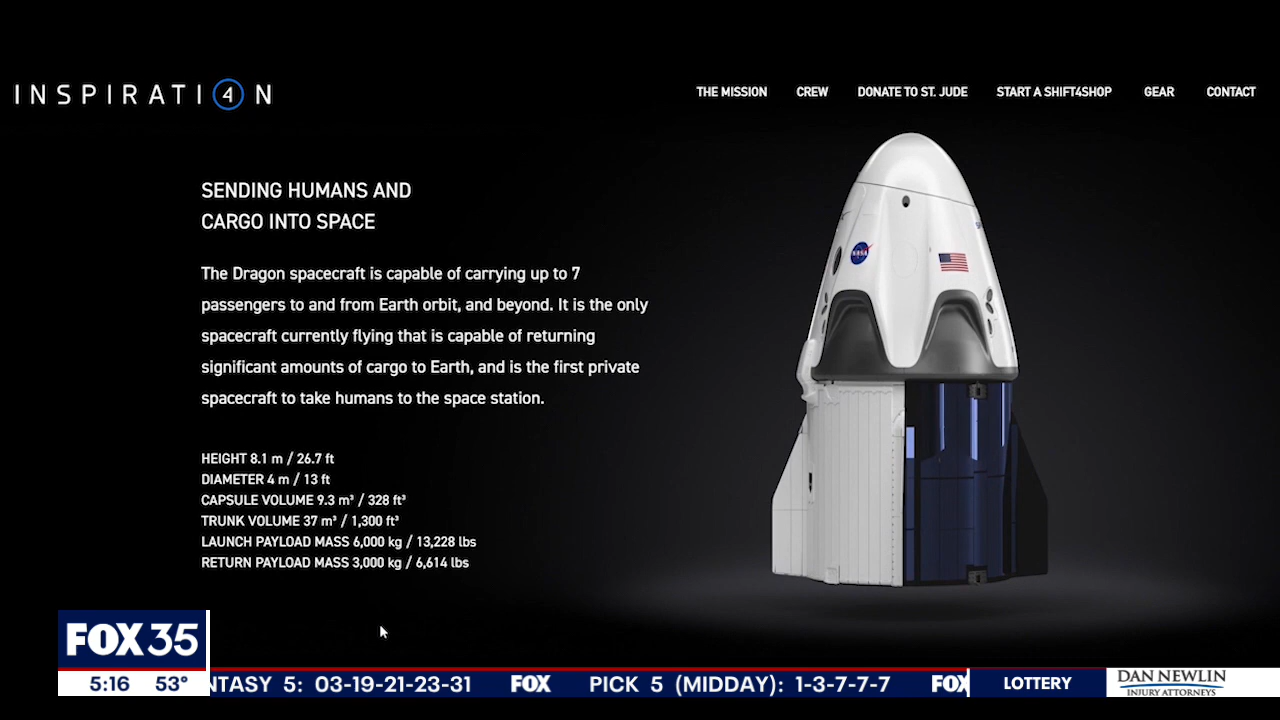 INSPIRATI4N
THE MISSION CREW DONATE TO ST. JUDE START A SHIFT4SHOP GEAR CONTACT
SENDING HUMANS AND
CARGO INTO SPACE
The Dragon spacecraft is capable of carrying up to 7
passengers to and from Earth orbit, and beyond. It is the only
spacecraft currently flying that is capable of returning
significant amounts of cargo to Earth, and is the first private
spacecraft to take humans to the space station.
HEIGHT 8.1 m / 26.7 ft
DIAMETER 4 m / 13 ft
CAPSULE VOLUME 9.3 m³ / 328 ft³
TRUNK VOLUME 37 m³ / 1,300 ft³
LAUNCH PAYLOAD MASS 6,000 kg / 13,228 lbs
RETURN PAYLOAD MASS 3,000 kg / 6,614 lbs
NASA
FOX 35
5:16 53° NTASY 5: 03-19-21-23-31 FOX PICK 5 (MIDDAY): 1-3-7-7-7 FOX LOTTERY
DAN NEWLIN
INJURY ATTORNEYS